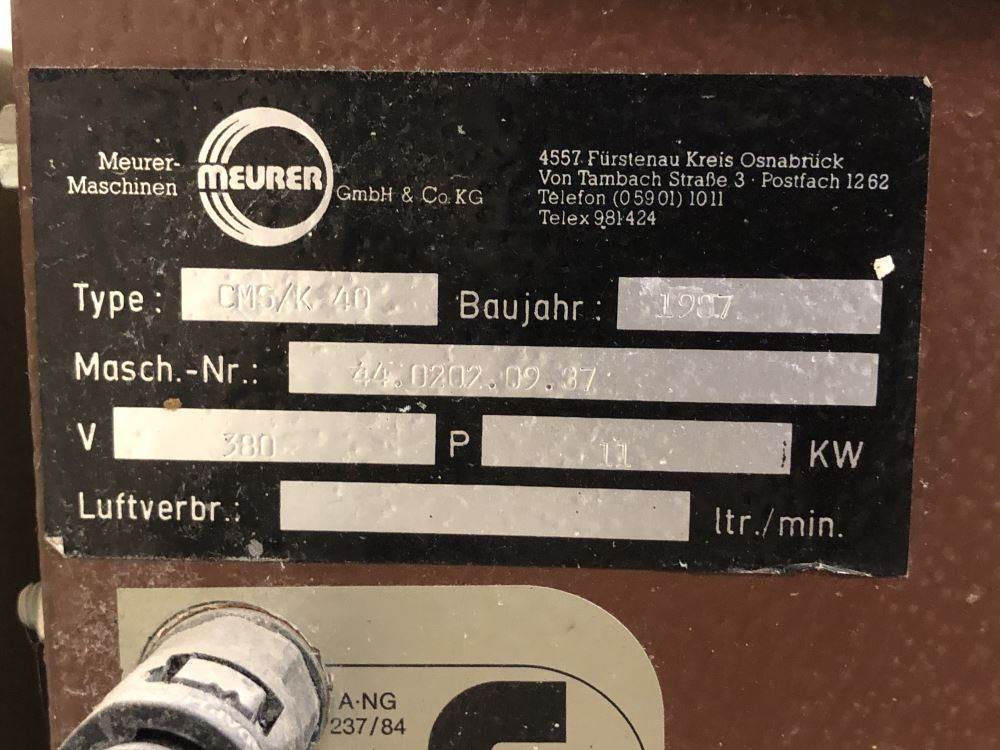 Meurer-
Maschinen
MEURER
GmbH & Co. KG
4557 Fürstenau Kreis Osnabrück
Von Tambach Straße 3 · Postfach 1262
Telefon (05901) 1011
Telex 981424
Type: CMS/K 40 Baujahr: 1987
Masch.-Nr.: 44.0202.09.37
V 380 P 11 KW
Luftverbr.: ltr./min.
A·NG
237/84